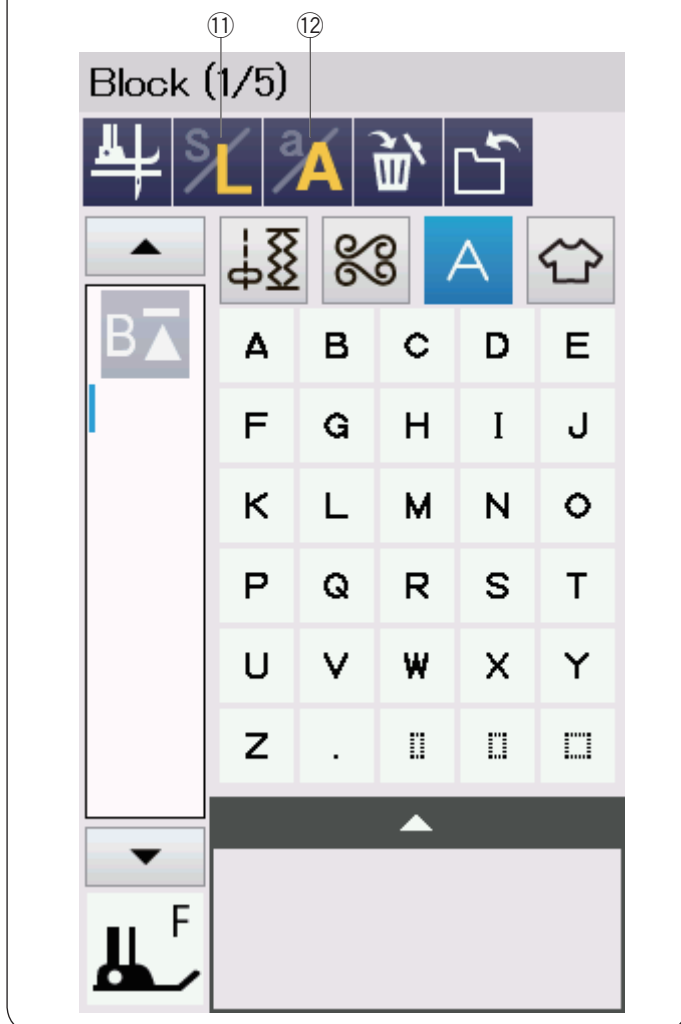 ⑪ ⑫
Block (1/5)
S/L a/A
A
B
A B C D E
F G H I J
K L M N O
P Q R S T
U V W X Y
Z .
F